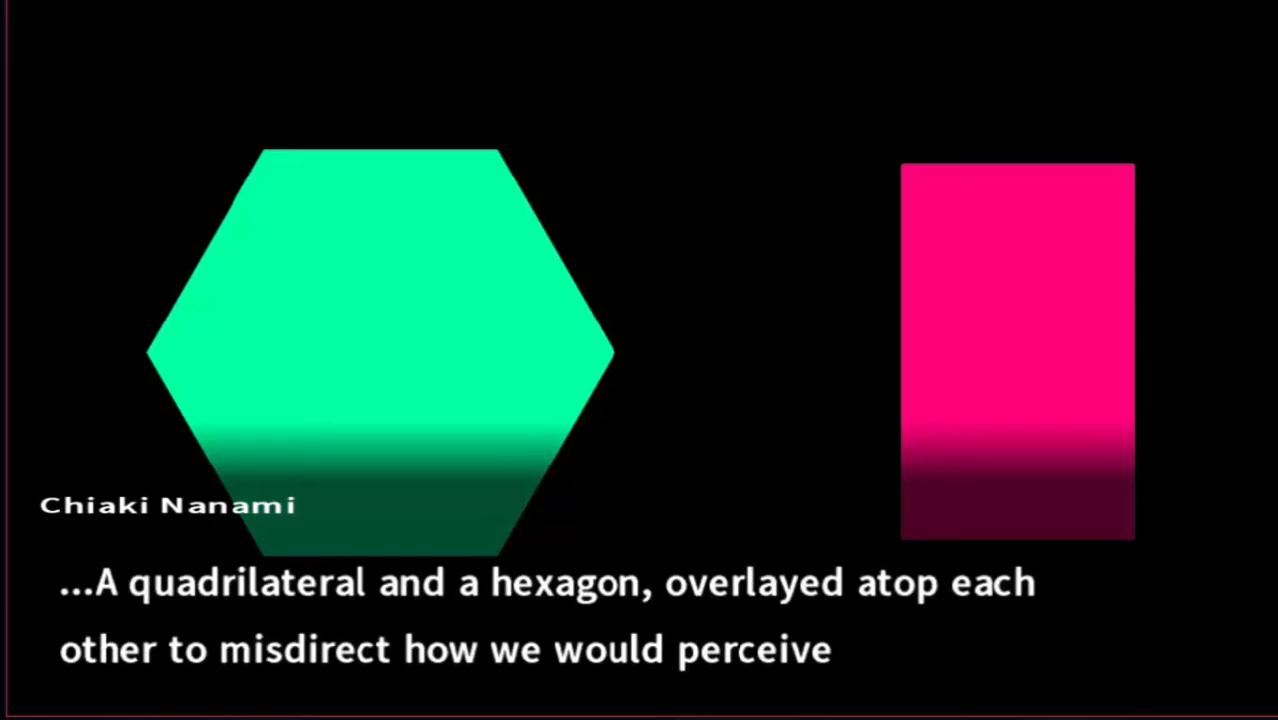 Chiaki Nanami
...A quadrilateral and a hexagon, overlayed atop each
other to misdirect how we would perceive